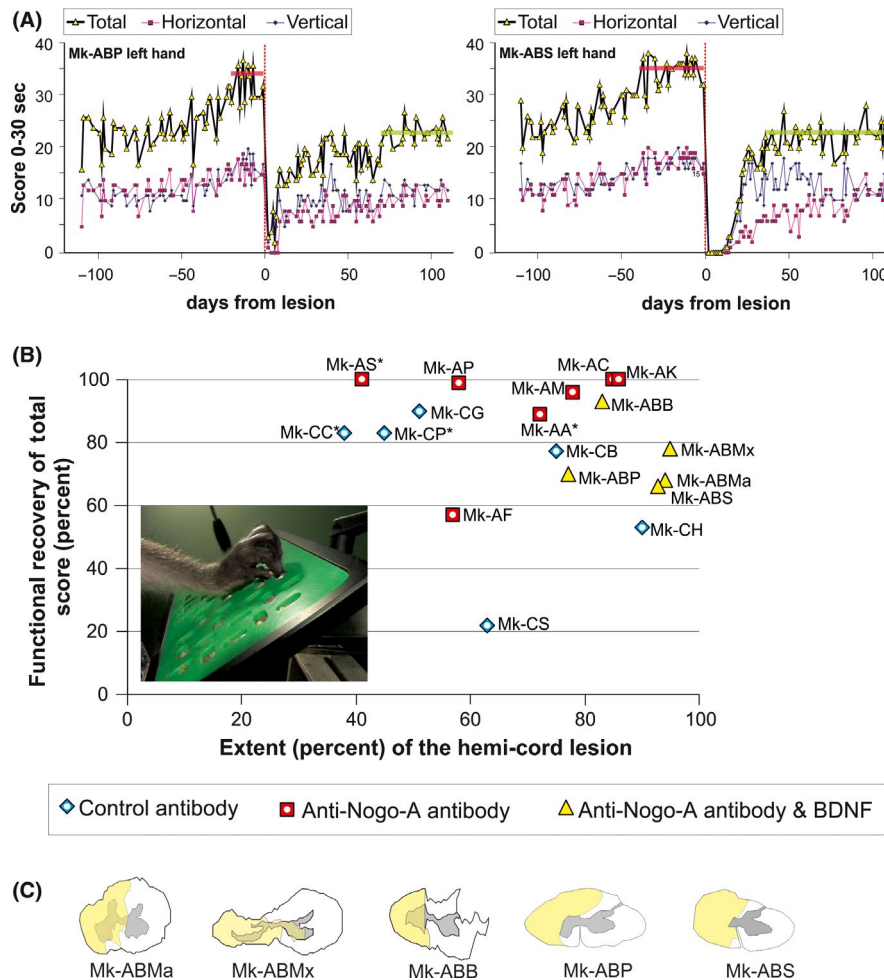 (A)
Total Horizontal Vertical
Total Horizontal Vertical
Mk-ABP left hand
Mk-ABS left hand
Score 0-30 sec
40
30
20
10
0
−100 −50 0 50 100
days from lesion
40
30
20
10
0
15
−100 −50 0 50 100
days from lesion
(B)
Functional recovery of total
score (percent)
100
80
60
40
20
0
Mk-AS*
Mk-AP
Mk-AC
Mk-AK
Mk-AM
Mk-ABB
Mk-CG
Mk-CC*
Mk-CP*
Mk-AA*
Mk-CB
Mk-ABMx
Mk-ABP
Mk-ABMa
Mk-ABS
Mk-AF
Mk-CH
Mk-CS
0 20 40 60 80 100
Extent (percent) of the hemi-cord lesion
Control antibody Anti-Nogo-A antibody Anti-Nogo-A antibody & BDNF
(C)
Mk-ABMa Mk-ABMx Mk-ABB Mk-ABP Mk-ABS